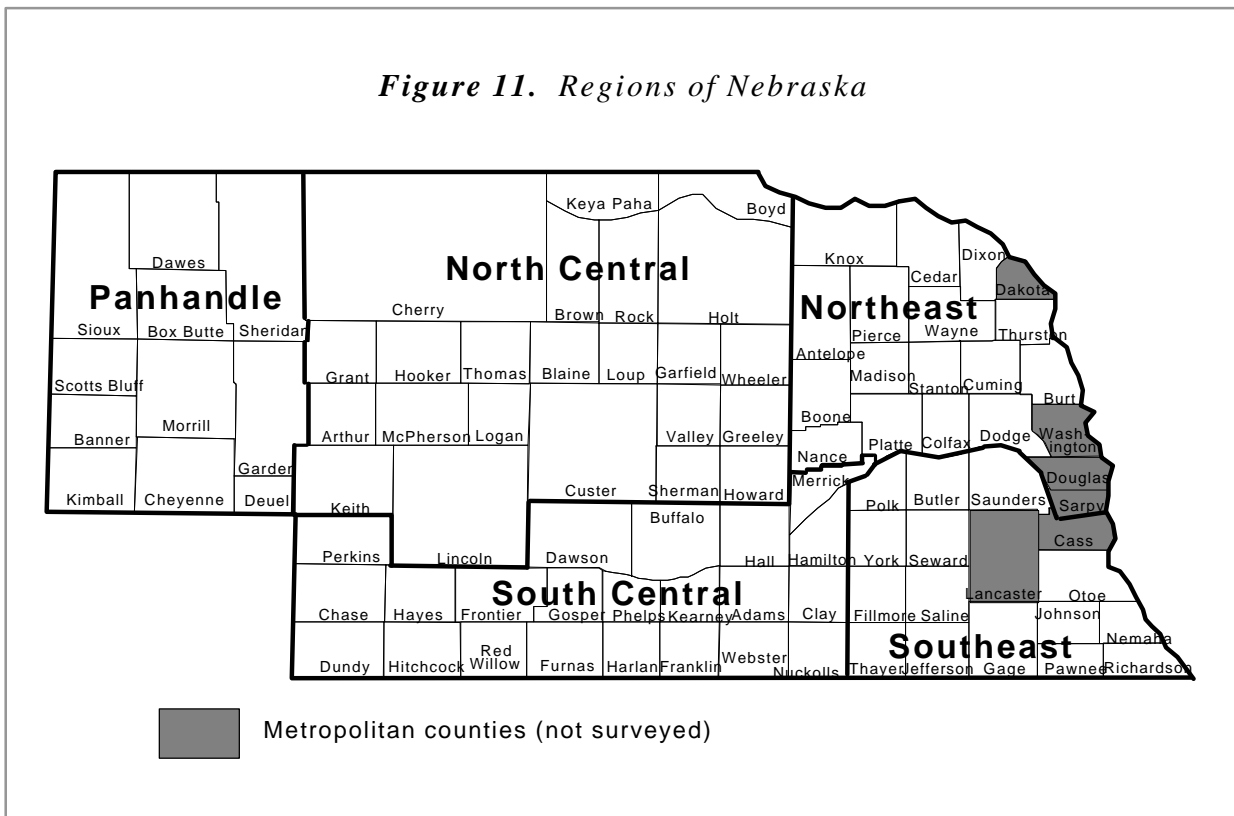 Figure 11. Regions of Nebraska
Keya Paha
Boyd
Dawes
Knox
Cedar
Dixon
Dakota
North Central
Panhandle
Northeast
Sioux
Box Butte
Sheridan
Cherry
Brown
Rock
Holt
Pierce
Wayne
Thurston
Antelope
Scotts Bluff
Grant
Hooker
Thomas
Blaine
Loup
Garfield
Wheeler
Madison
Stanton
Cuming
Burt
Banner
Morrill
Arthur
McPherson
Logan
Valley
Greeley
Boone
Platte
Colfax
Dodge
Wash-
ington
Nance
Garden
Kimball
Cheyenne
Deuel
Keith
Custer
Sherman
Howard
Merrick
Polk
Butler
Saunders
Douglas
Sarpy
Buffalo
Perkins
Lincoln
Dawson
Hall
Hamilton
York
Seward
Cass
South Central
Lancaster
Otoe
Chase
Hayes
Frontier
Gosper
Phelps
Kearney
Adams
Clay
Fillmore
Saline
Johnson
Nemaha
Southeast
Dundy
Hitchcock
Red
Willow
Furnas
Harlan
Franklin
Webster
Nuckolls
Thayer
Jefferson
Gage
Pawnee
Richardson
Metropolitan counties (not surveyed)